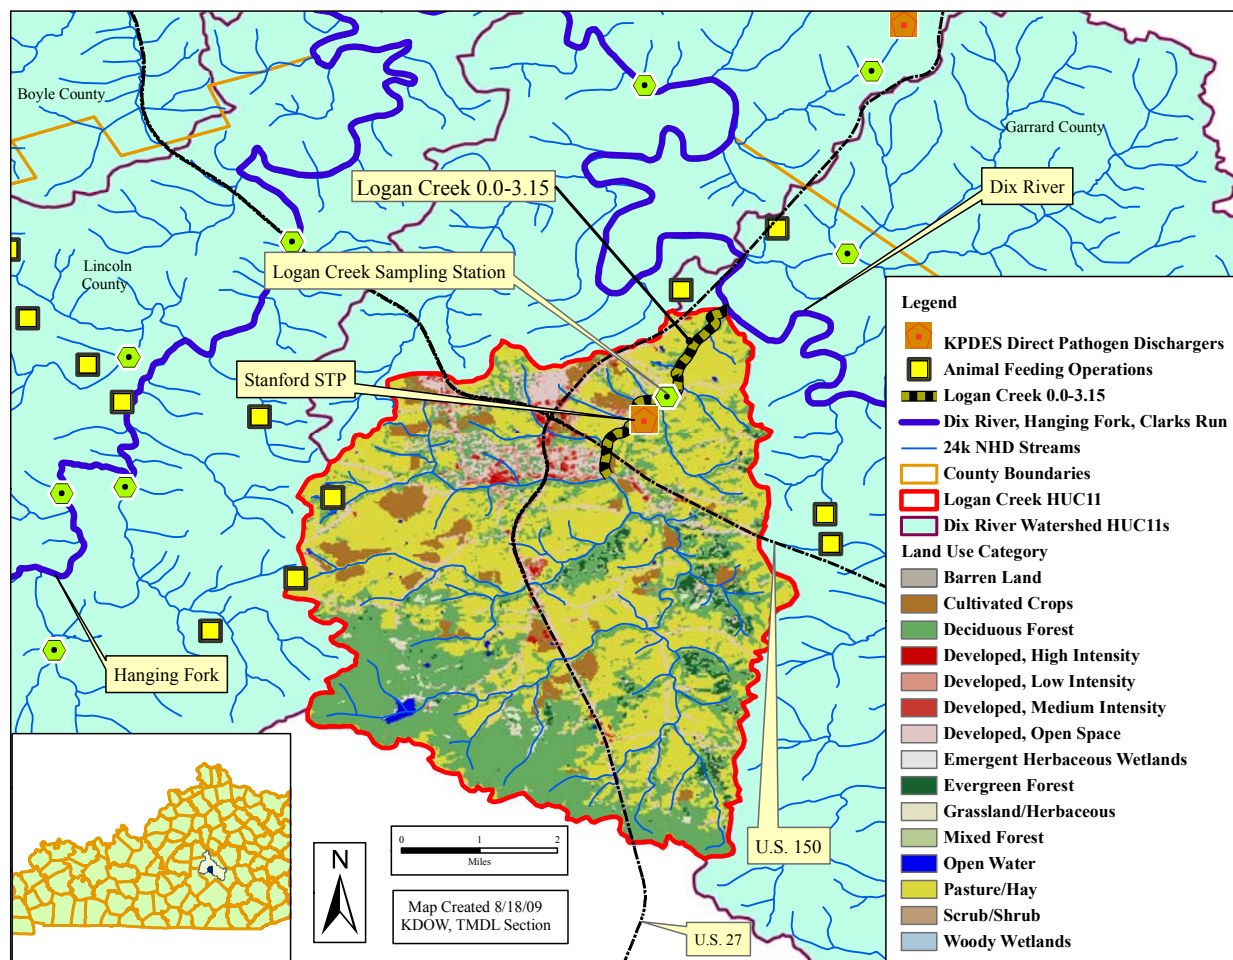 Boyle County
Garrard County
Logan Creek 0.0-3.15
Dix River
Lincoln
County
Logan Creek Sampling Station
Stanford STP
Hanging Fork
U.S. 150
U.S. 27
N
0 1 2
Miles
Map Created 8/18/09
KDOW, TMDL Section
Legend
KPDES Direct Pathogen Dischargers
Animal Feeding Operations
Logan Creek 0.0-3.15
Dix River, Hanging Fork, Clarks Run
24k NHD Streams
County Boundaries
Logan Creek HUC11
Dix River Watershed HUC11s
Land Use Category
Barren Land
Cultivated Crops
Deciduous Forest
Developed, High Intensity
Developed, Low Intensity
Developed, Medium Intensity
Developed, Open Space
Emergent Herbaceous Wetlands
Evergreen Forest
Grassland/Herbaceous
Mixed Forest
Open Water
Pasture/Hay
Scrub/Shrub
Woody Wetlands